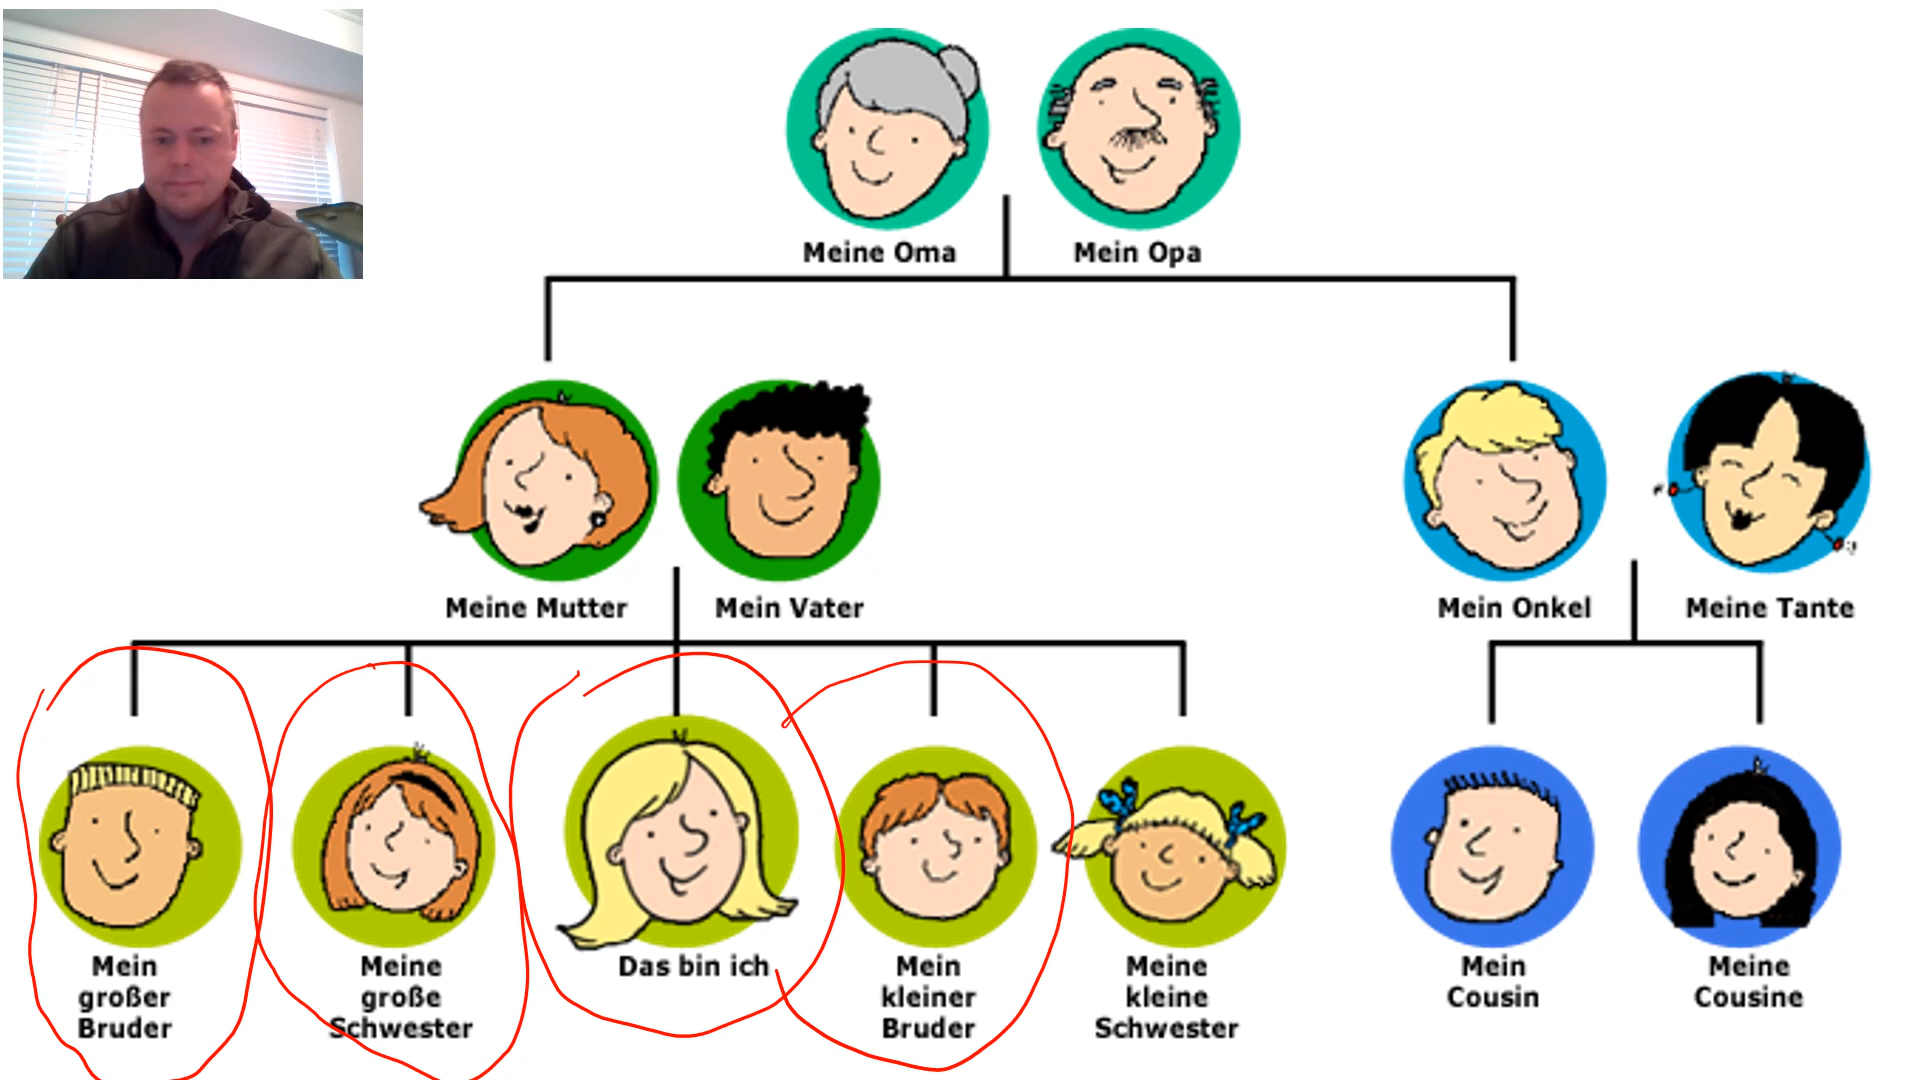 Meine Oma
Mein Opa
Meine Mutter
Mein Vater
Mein Onkel
Meine Tante
Mein
großer
Bruder
Meine
große
Schwester
Das bin ich
Mein
kleiner
Bruder
Meine
kleine
Schwester
Mein
Cousin
Meine
Cousine